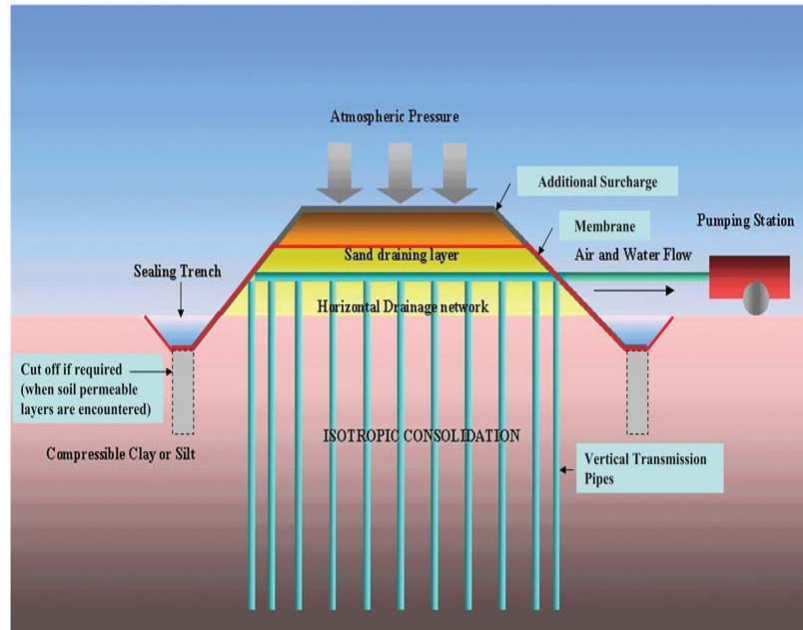 Atmospheric Pressure
Additional Surcharge
Membrane
Pumping Station
Sand draining layer
Air and Water Flow
Sealing Trench
Horizontal Drainage network
Cut off if required
(when soil permeable
layers are encountered)
ISOTROPIC CONSOLIDATION
Compressible Clay or Silt
Vertical Transmission
Pipes